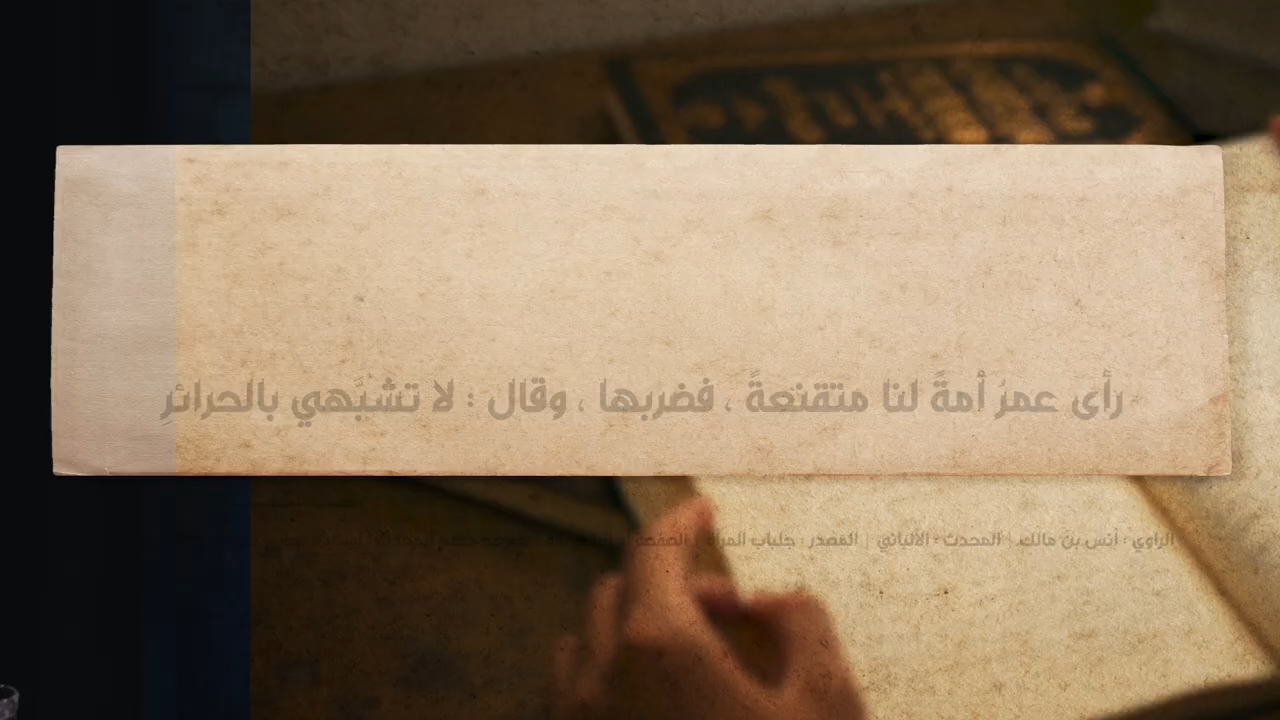 رأى عمرُ أمةً لنا متقنعةً ، فضربها ، وقال : لا تشبَّهي بالحرائرِ
الراوي : أنس بن مالك | المحدث : الألباني | المصدر : جلباب المرأة الصفحة